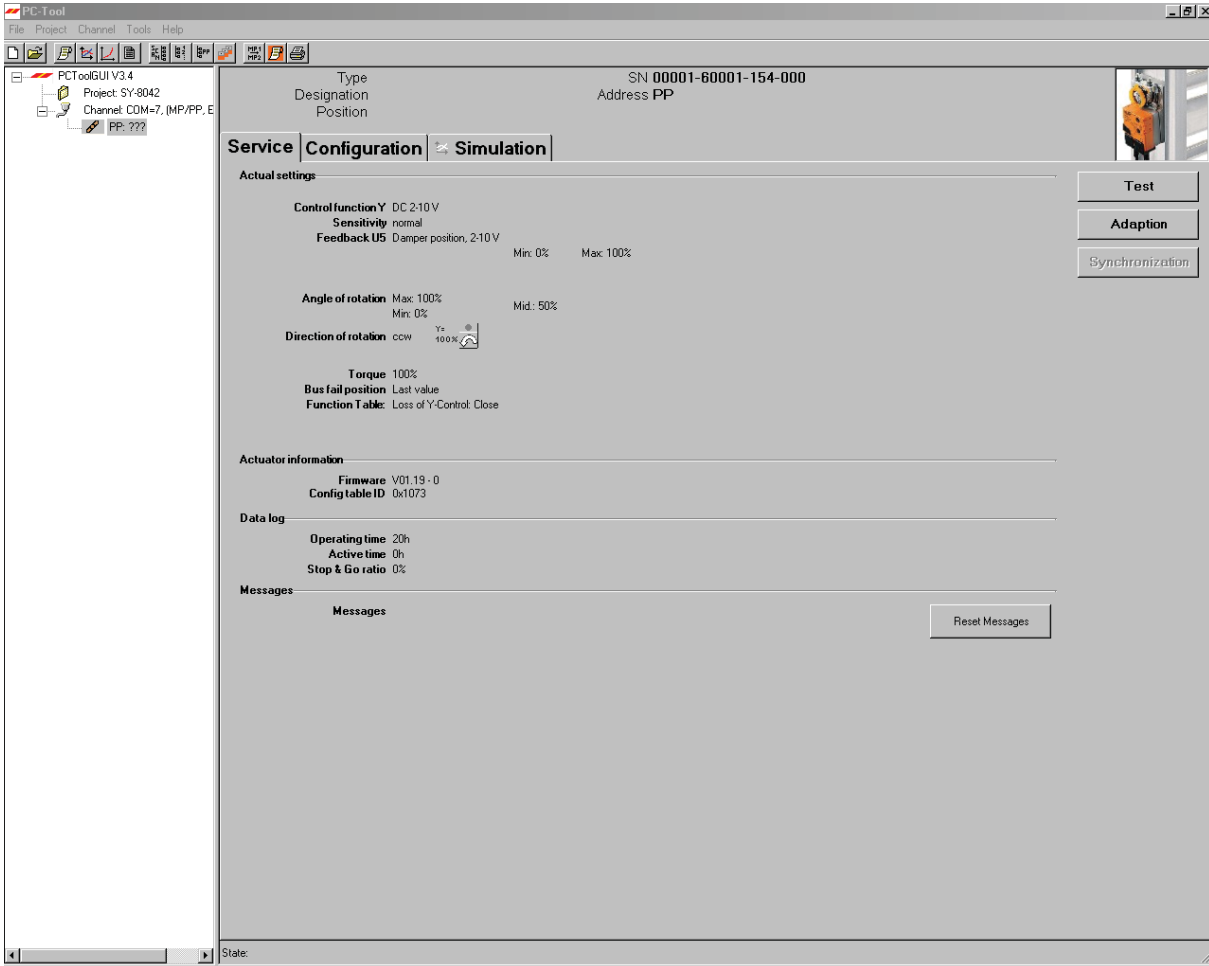 PC-Tool
File Project Channel Tools Help
PCToolGUI V3.4
Project: SY-8042
Channel: COM=7, (MP/PP, E
PP: ???
Type
SN 00001-60001-154-000
Designation
Address PP
Position
Service Configuration Simulation
Actual settings
Test
Adaption
Synchronization
Control function Y DC 2-10 V
Sensitivity normal
Feedback U5 Damper position, 2-10 V
Min: 0% Max: 100%
Angle of rotation Max: 100%
Mid.: 50%
Min: 0%
Direction of rotation ccw Y= 100%
Torque 100%
Bus fail position Last value
Function Table: Loss of Y-Control: Close
Actuator information
Firmware V01.19 - 0
Config table ID 0x1073
Data log
Operating time 20h
Active time 0h
Stop & Go ratio 0%
Messages
Messages
Reset Messages
State: